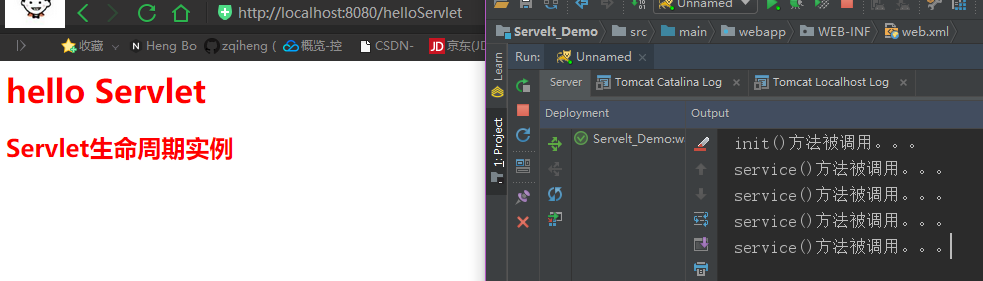 http://localhost:8080/helloServlet
收藏
Heng Bo
zqiheng (
概览-控
CSDN-
JD 京东(JD
hello Servlet
Servlet生命周期实例
Unnamed
Servelt_Demo
src
main
webapp
WEB-INF
web.xml
Run:
Unnamed
Server
Tomcat Catalina Log
Tomcat Localhost Log
Deployment
Output
Servelt_Demo:w
init()方法被调用。。。
service()方法被调用。。。
service()方法被调用。。。
service()方法被调用。。。
service()方法被调用。。。
Learn
1: Project